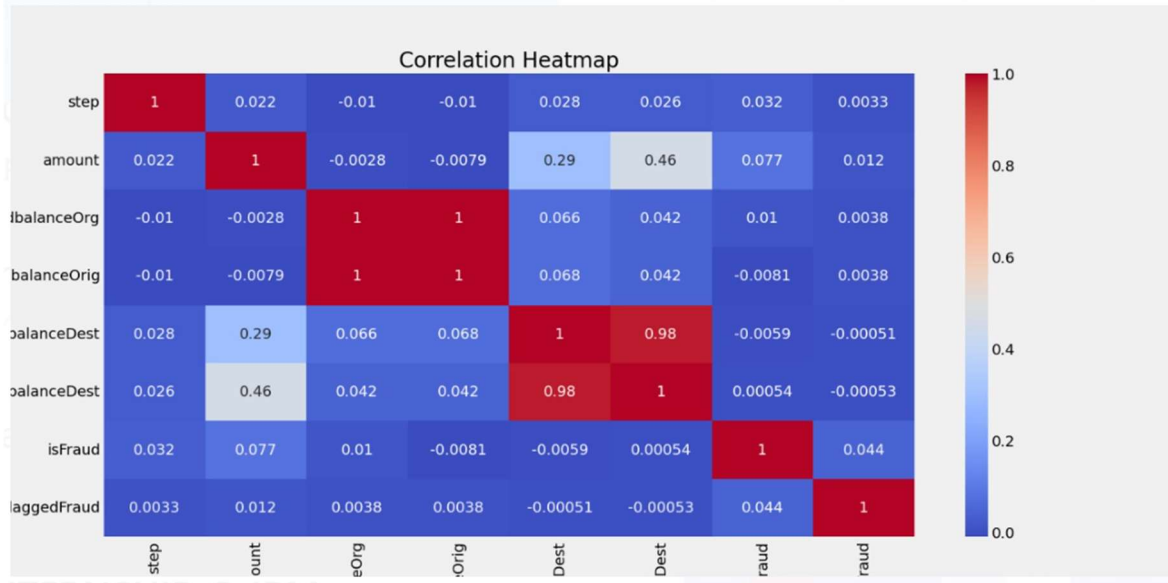 Correlation Heatmap
step 1 0.022 -0.01 -0.01 0.028 0.026 0.032 0.0033
amount 0.022 1 -0.0028 -0.0079 0.29 0.46 0.077 0.012
dbalanceOrg -0.01 -0.0028 1 1 0.066 0.042 0.01 0.0038
balanceOrig -0.01 -0.0079 1 1 0.068 0.042 -0.0081 0.0038
balanceDest 0.028 0.29 0.066 0.068 1 0.98 -0.0059 -0.00051
balanceDest 0.026 0.46 0.042 0.042 0.98 1 0.00054 -0.00053
isFraud 0.032 0.077 0.01 -0.0081 -0.0059 0.00054 1 0.044
laggedFraud 0.0033 0.012 0.0038 0.0038 -0.00051 -0.00053 0.044 1
step ount eOrg eOrig Dest Dest raud raud
1.0
0.8
0.6
0.4
0.2
0.0